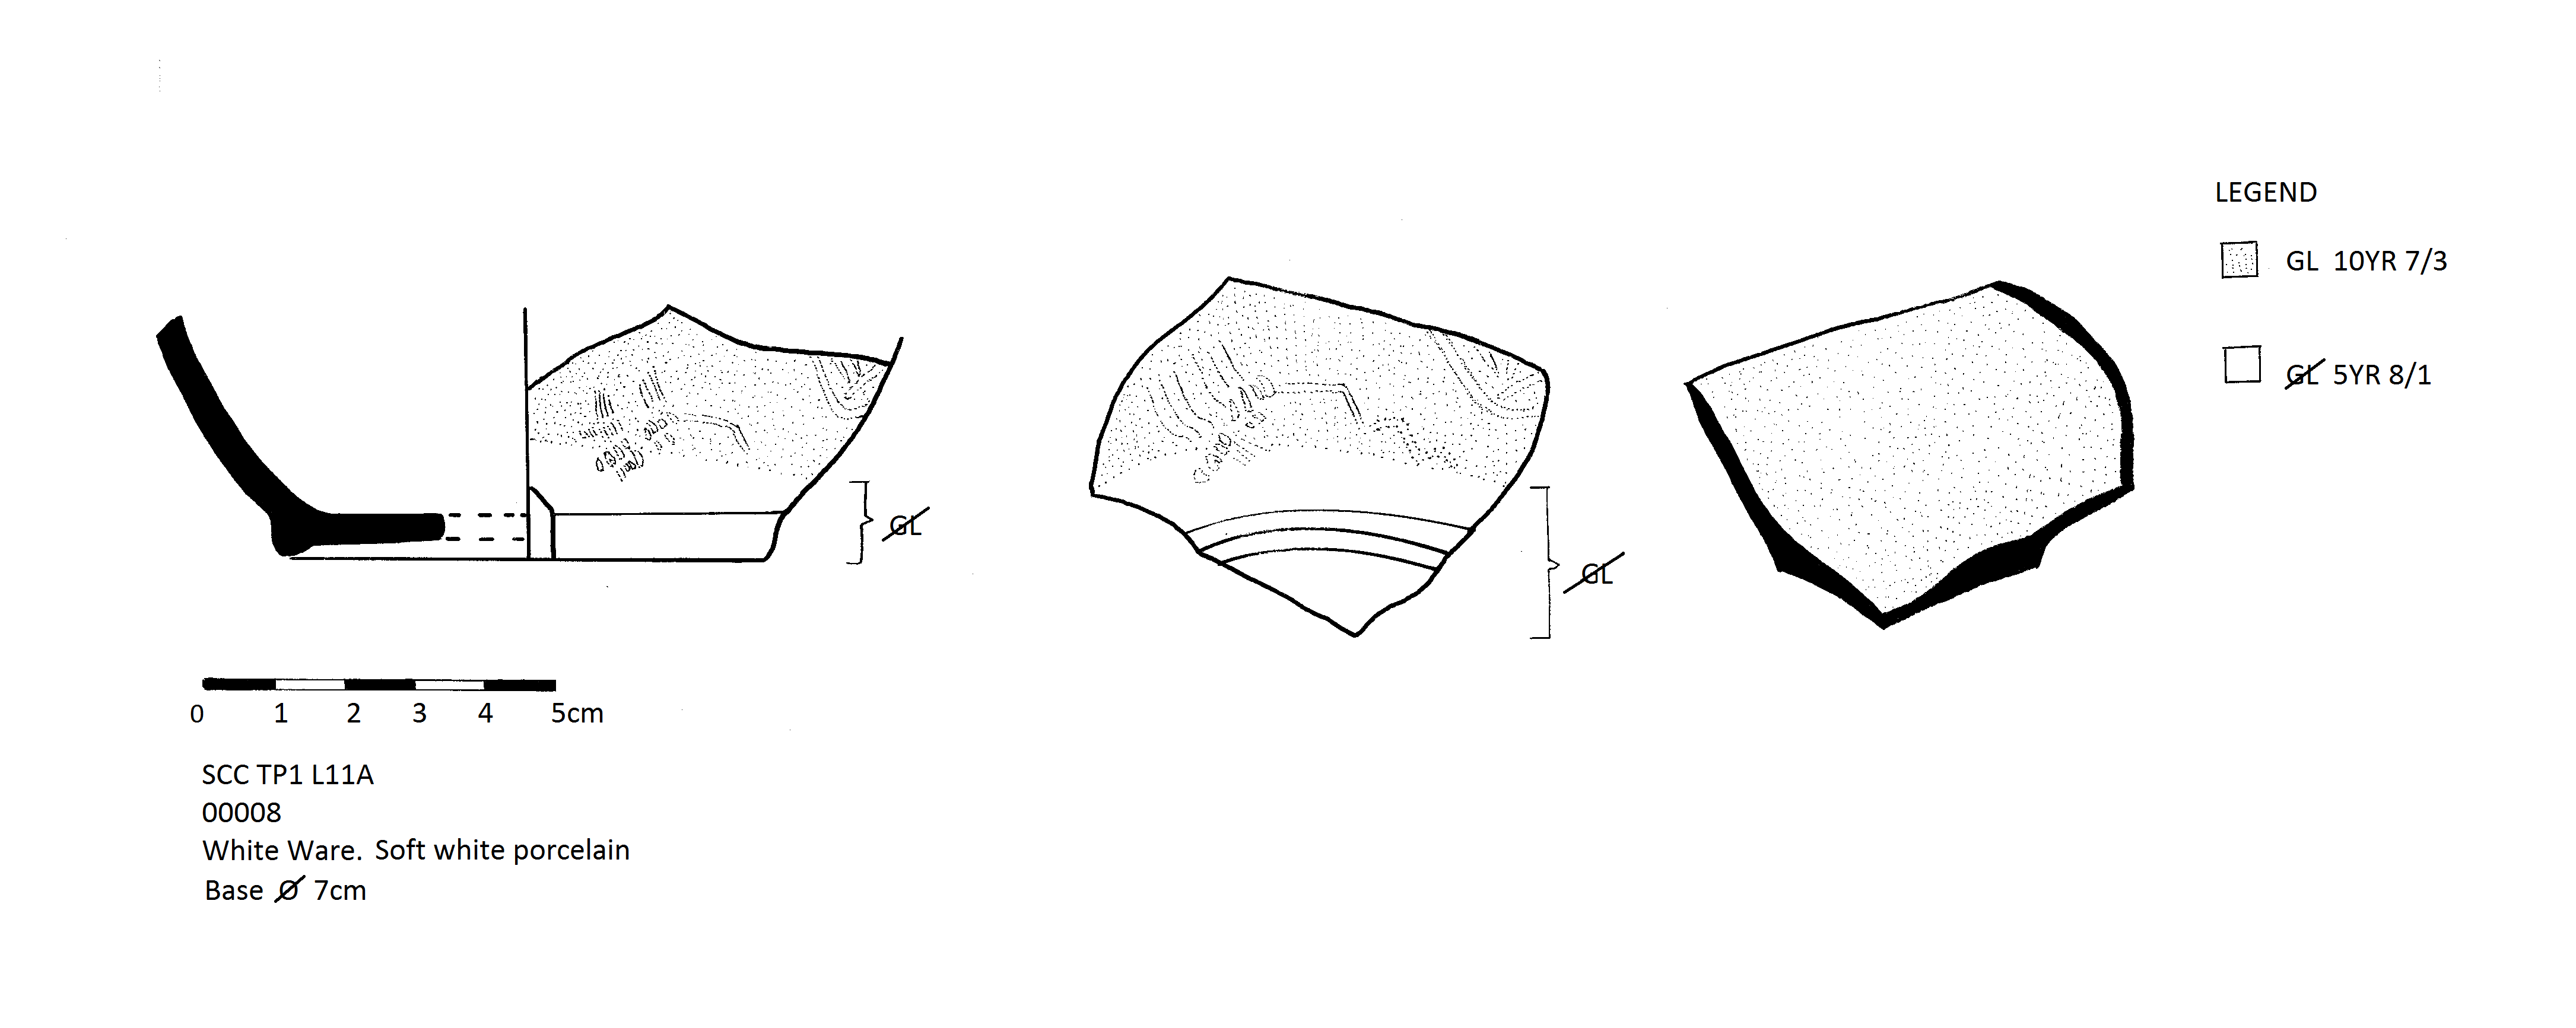 LEGEND
GL 10YR 7/3
GL 5YR 8/1
GL
GL
0 1 2 3 4 5cm
SCC TP1 L11A
00008
White Ware. Soft white porcelain
Base Ø 7cm